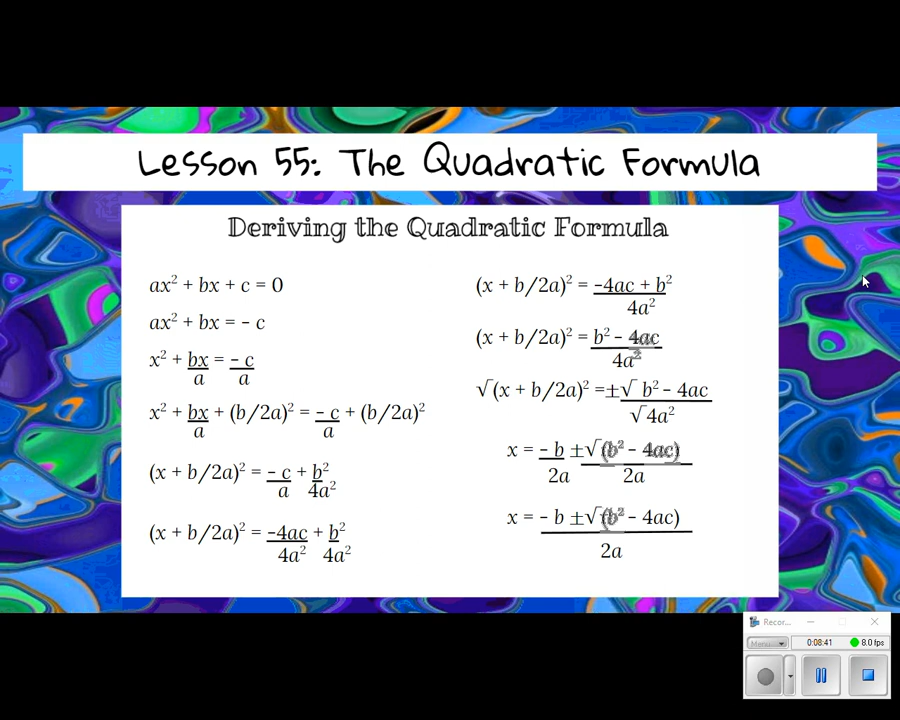 Lesson 55: The Quadratic Formula
Deriving the Quadratic Formula
ax² + bx + c = 0
ax² + bx = - c
x² + bx = - c
a a
x² + bx + (b/2a)² = - c + (b/2a)²
a a
(x + b/2a)² = - c + b²
a 4a²
(x + b/2a)² = -4ac + b²
4a² 4a²
(x + b/2a)² = -4ac + b²
4a²
(x + b/2a)² = b² - 4ac
4a²
√(x + b/2a)² =±√ b² - 4ac
√4a²
x = - b ±√(b² - 4ac)
2a 2a
x = - b ±√(b² - 4ac)
2a
Recor...
Menu 0:08:41 8.0 fps